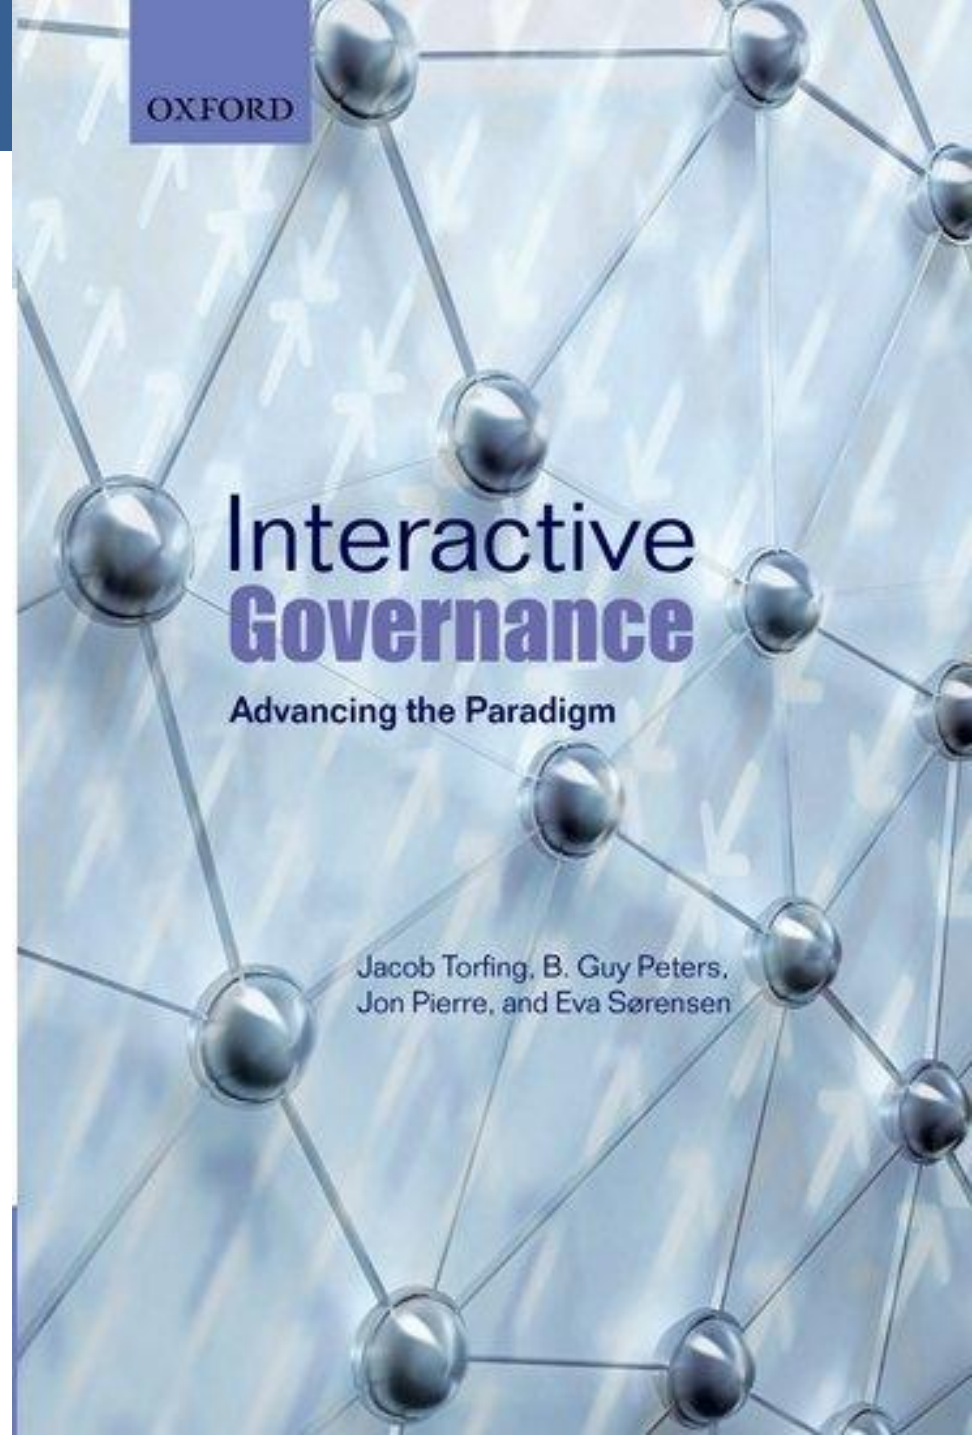 OXFORD
Interactive
Governance
Advancing the Paradigm
Jacob Torfing, B. Guy Peters,
Jon Pierre, and Eva Sørensen